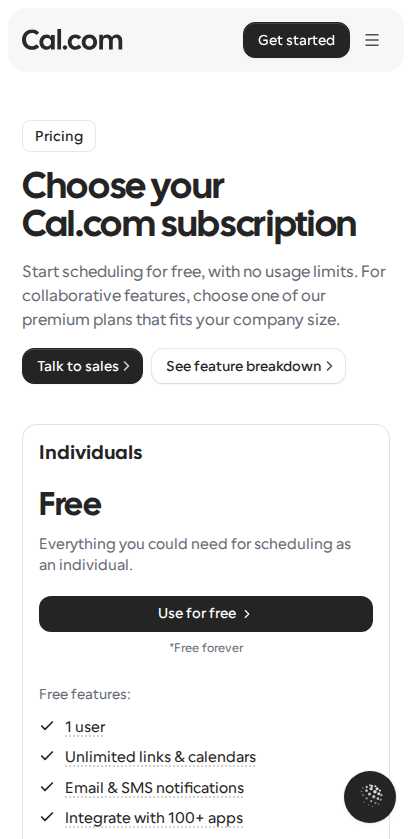 Cal.com
Get started
Pricing
Choose your
Cal.com subscription
Start scheduling for free, with no usage limits. For
collaborative features, choose one of our
premium plans that fits your company size.
Talk to sales
See feature breakdown
Individuals
Free
Everything you could need for scheduling as
an individual.
Use for free
*Free forever
Free features:
1 user
Unlimited links & calendars
Email & SMS notifications
Integrate with 100+ apps